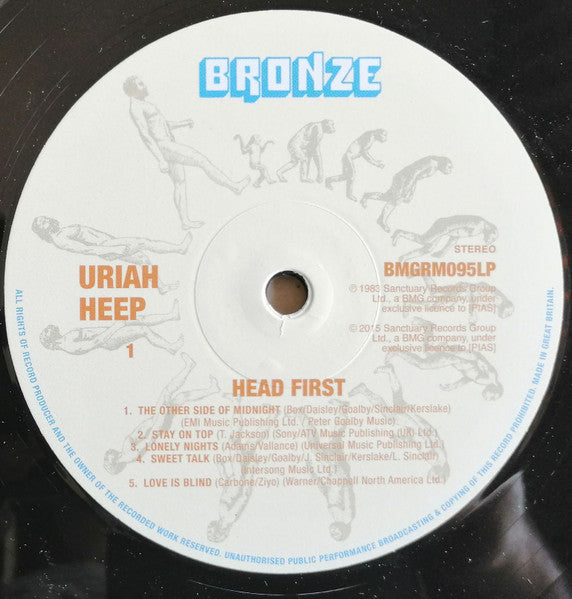 BRONZE
STEREO
URIAH
HEEP
1
BMGRM095LP
℗ 1983 Sanctuary Records Group
Ltd., a BMG company, under
exclusive licence to [PIAS]
© 2015 Sanctuary Records Group
Ltd., a BMG company, under
exclusive licence to [PIAS]
HEAD FIRST
1. THE OTHER SIDE OF MIDNIGHT (Box/Daisley/Goalby/Sinclair/Kerslake)
(EMI Music Publishing Ltd., Peter Goalby Music)
2. STAY ON TOP (T. Jackson) (Sony/ATV Music Publishing (UK) Ltd.)
3. LONELY NIGHTS (Adams/Vallance) (Universal Music Publishing Ltd.)
4. SWEET TALK (Box/Daisley/Goalby/J. Sinclair/Kerslake/L. Sinclair)
(Intersong Music Ltd.)
5. LOVE IS BLIND (Carbone/Ziyo) (Warner/Chappell North America Ltd.)
ALL RIGHTS OF RECORD PRODUCER AND THE OWNER OF THE RECORDED WORK RESERVED. UNAUTHORISED PUBLIC PERFORMANCE BROADCASTING & COPYING OF THIS RECORD PROHIBITED. MADE IN GREAT BRITAIN.